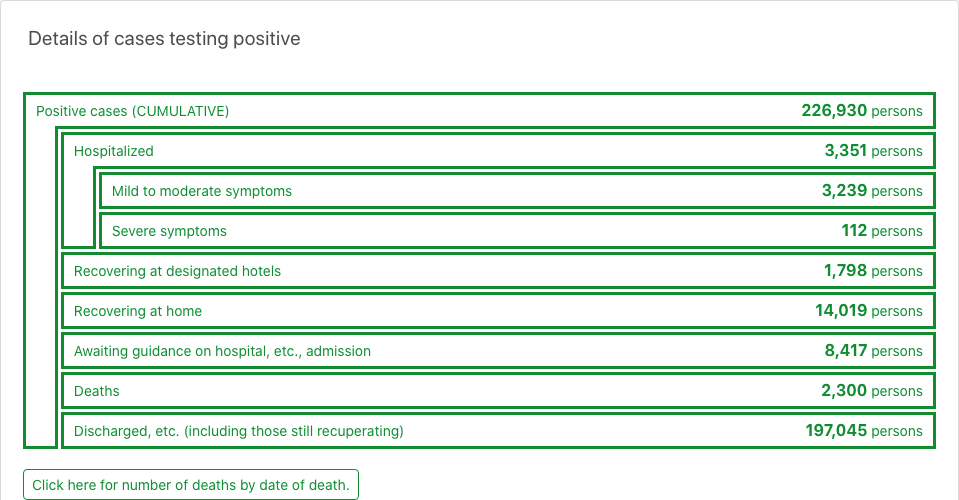 Details of cases testing positive
Positive cases (CUMULATIVE) 226,930 persons
Hospitalized 3,351 persons
Mild to moderate symptoms 3,239 persons
Severe symptoms 112 persons
Recovering at designated hotels 1,798 persons
Recovering at home 14,019 persons
Awaiting guidance on hospital, etc., admission 8,417 persons
Deaths 2,300 persons
Discharged, etc. (including those still recuperating) 197,045 persons
Click here for number of deaths by date of death.